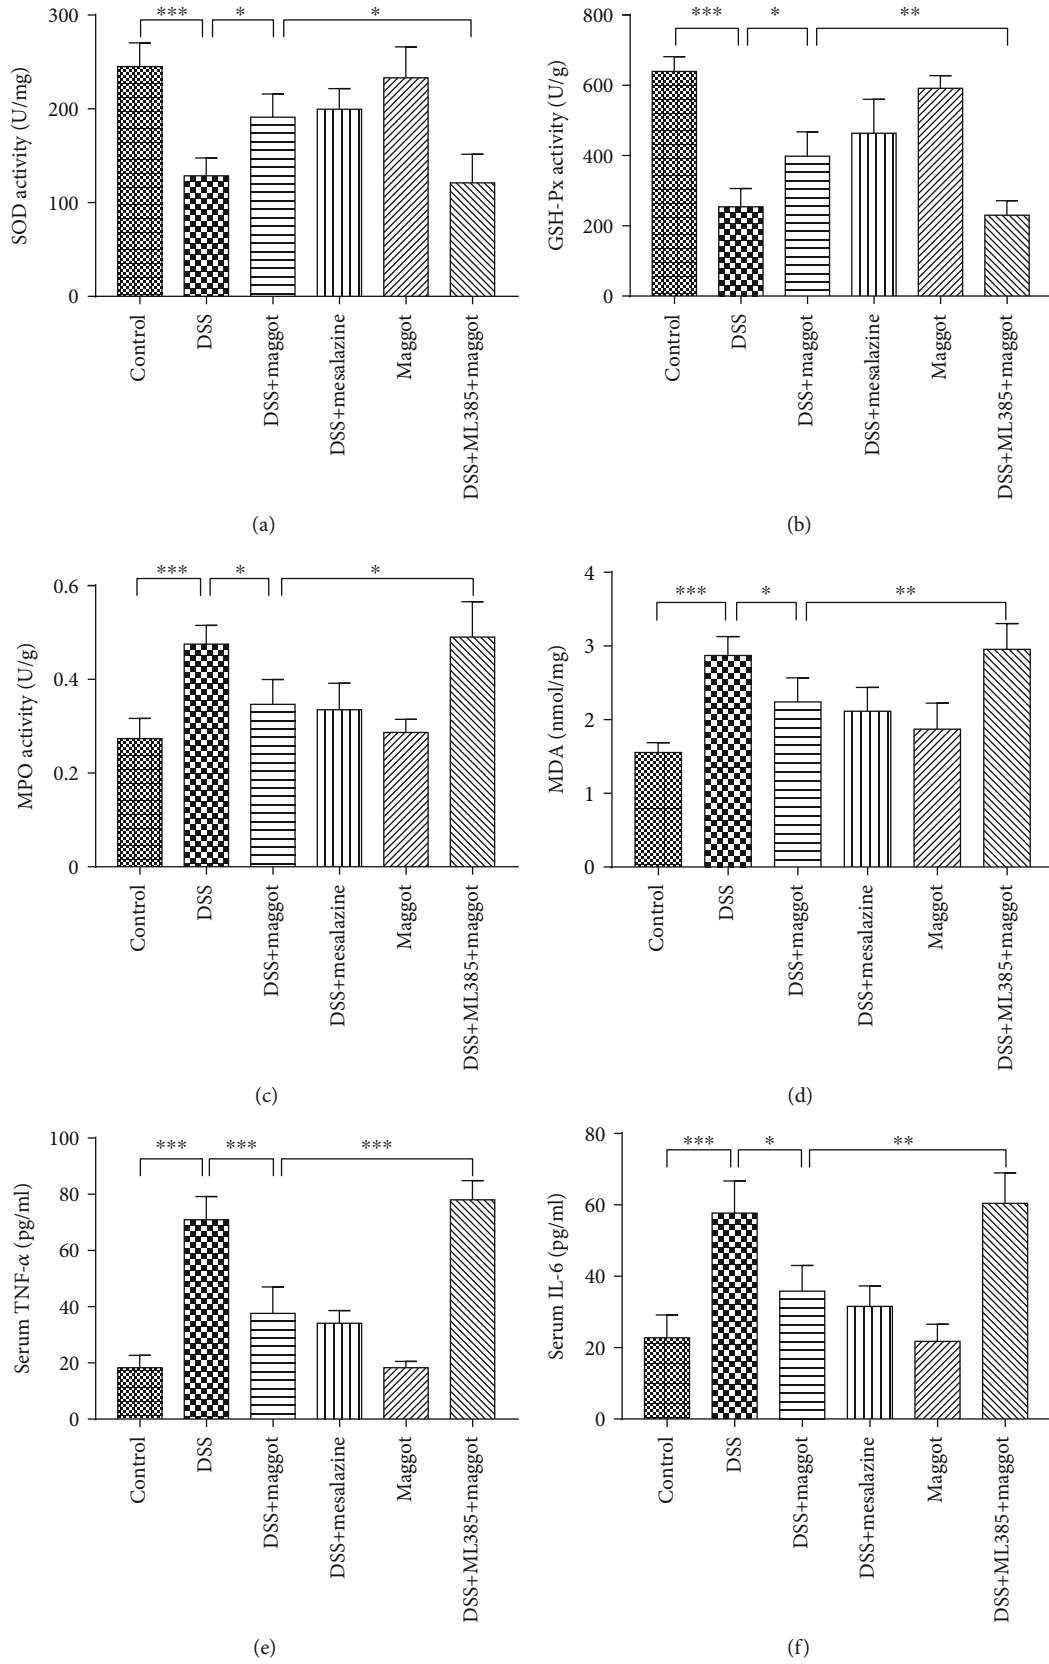 *** * *
SOD activity (U/mg)
300
200
100
0
Control
DSS
DSS+maggot
DSS+mesalazine
Maggot
DSS+ML385+maggot
(a)
*** * **
GSH-Px activity (U/g)
800
600
400
200
0
Control
DSS
DSS+maggot
DSS+mesalazine
Maggot
DSS+ML385+maggot
(b)
*** * *
MPO activity (U/g)
0.6
0.4
0.2
0
Control
DSS
DSS+maggot
DSS+mesalazine
Maggot
DSS+ML385+maggot
(c)
*** * **
MDA (nmol/mg)
4
3
2
1
0
Control
DSS
DSS+maggot
DSS+mesalazine
Maggot
DSS+ML385+maggot
(d)
*** *** ***
Serum TNF-α (pg/ml)
100
80
60
40
20
0
Control
DSS
DSS+maggot
DSS+mesalazine
Maggot
DSS+ML385+maggot
(e)
*** * **
Serum IL-6 (pg/ml)
80
60
40
20
0
Control
DSS
DSS+maggot
DSS+mesalazine
Maggot
DSS+ML385+maggot
(f)